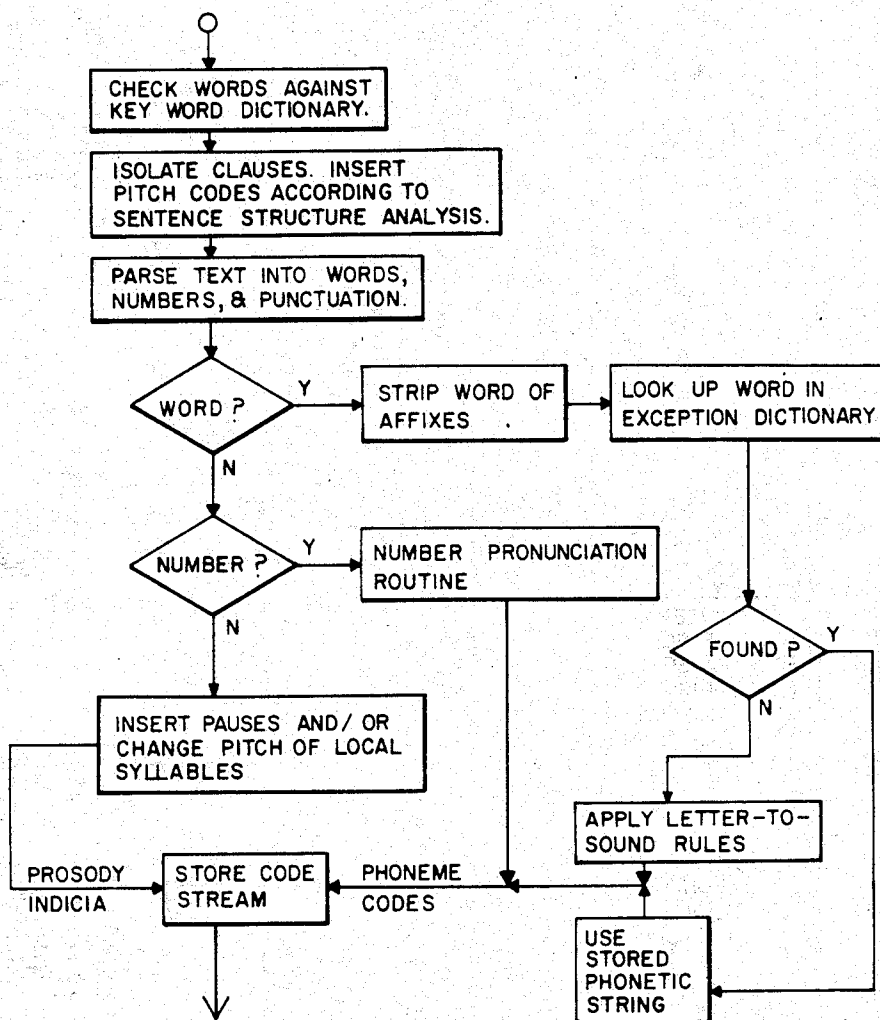 CHECK WORDS AGAINST
KEY WORD DICTIONARY.
ISOLATE CLAUSES. INSERT
PITCH CODES ACCORDING TO
SENTENCE STRUCTURE ANALYSIS.
PARSE TEXT INTO WORDS,
NUMBERS, & PUNCTUATION.
WORD ?
Y
N
STRIP WORD OF
AFFIXES .
LOOK UP WORD IN
EXCEPTION DICTIONARY
NUMBER ?
Y
N
NUMBER PRONUNCIATION
ROUTINE
FOUND ?
Y
N
INSERT PAUSES AND/ OR
CHANGE PITCH OF LOCAL
SYLLABLES
APPLY LETTER-TO-
SOUND RULES
PROSODY
INDICIA
STORE CODE
STREAM
PHONEME
CODES
USE
STORED
PHONETIC
STRING